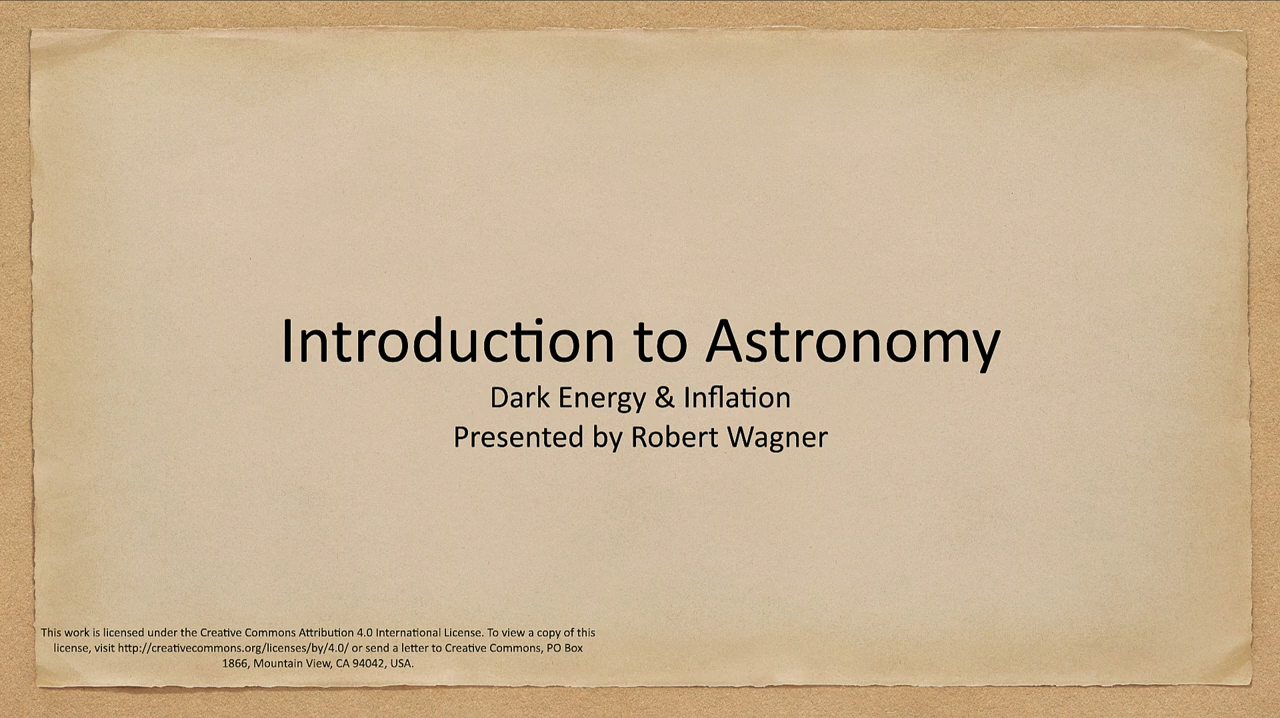 Introduction to Astronomy
Dark Energy & Inflation
Presented by Robert Wagner
This work is licensed under the Creative Commons Attribution 4.0 International License. To view a copy of this
license, visit http://creativecommons.org/licenses/by/4.0/ or send a letter to Creative Commons, PO Box
1866, Mountain View, CA 94042, USA.